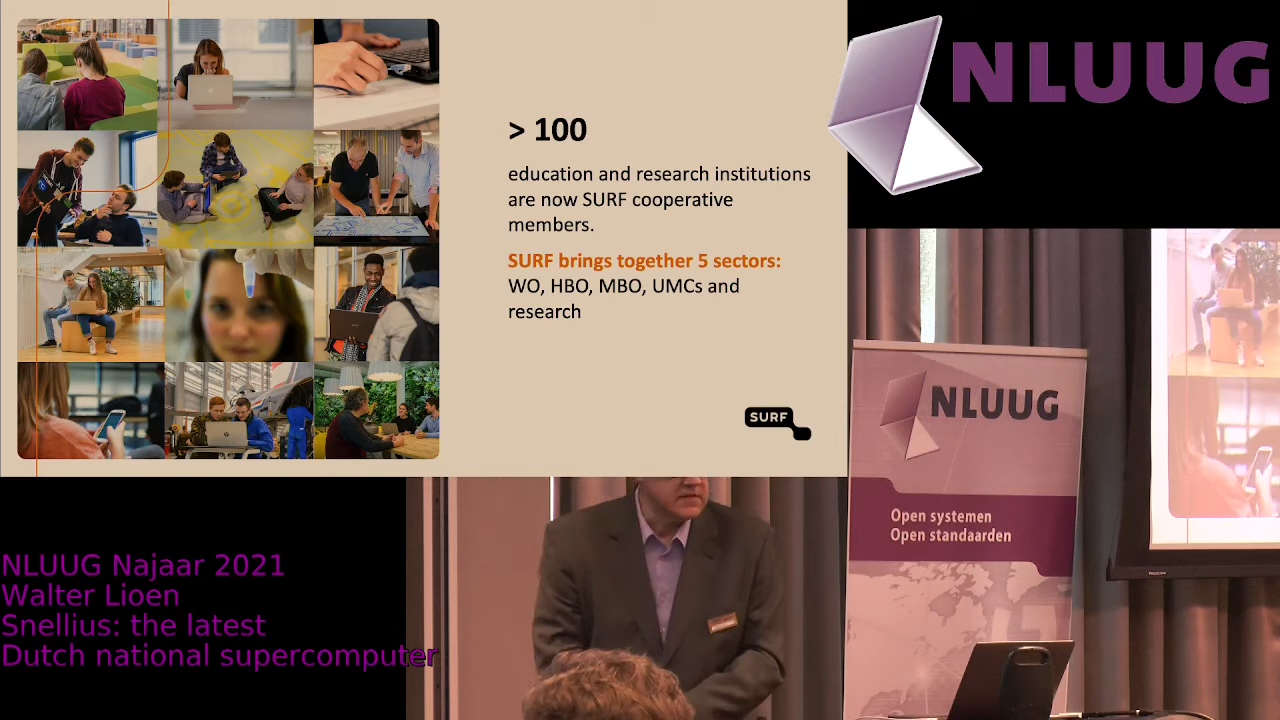 > 100
education and research institutions
are now SURF cooperative
members.
SURF brings together 5 sectors:
WO, HBO, MBO, UMCs and
research
SURF
NLUUG
NLUUG
Open systemen
Open standaarden
NLUUG Najaar 2021
Walter Lioen
Snellius: the latest
Dutch national supercomputer